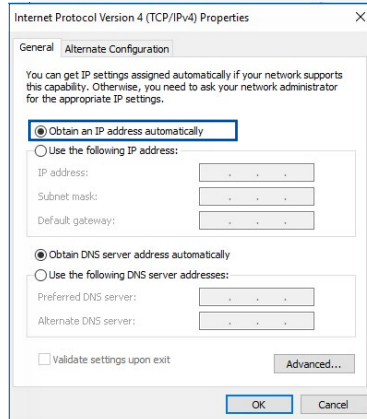 Internet Protocol Version 4 (TCP/IPv4) Properties
General
Alternate Configuration
You can get IP settings assigned automatically if your network supports
this capability. Otherwise, you need to ask your network administrator
for the appropriate IP settings.
Obtain an IP address automatically
Use the following IP address:
IP address:
Subnet mask:
Default gateway:
Obtain DNS server address automatically
Use the following DNS server addresses:
Preferred DNS server:
Alternate DNS server:
Validate settings upon exit
Advanced...
OK
Cancel